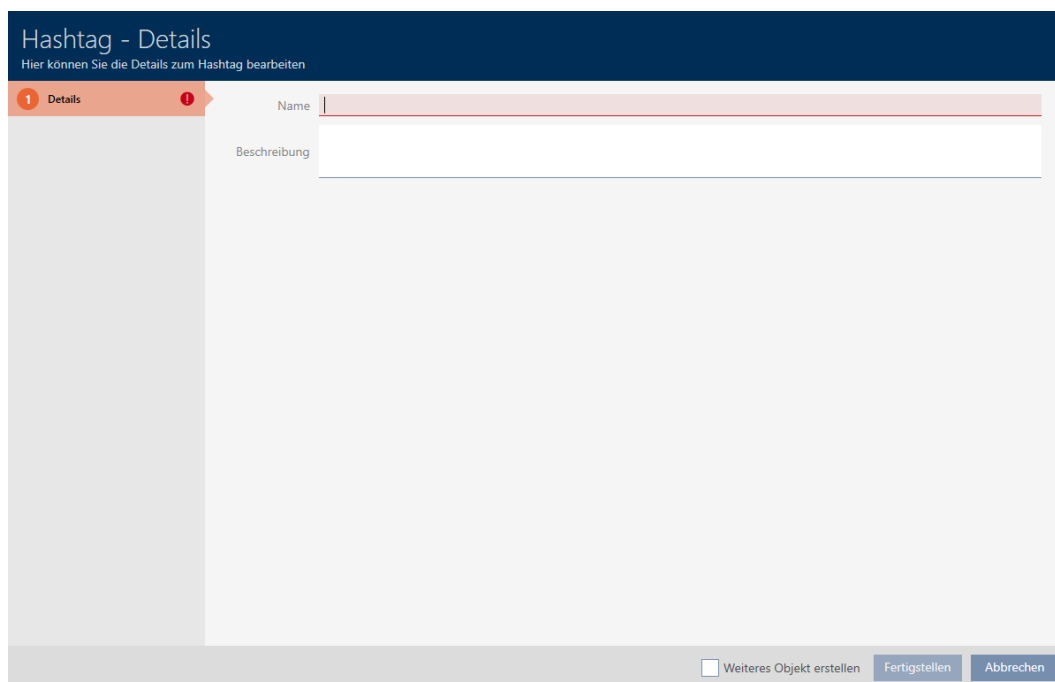 Hashtag - Details
Hier können Sie die Details zum Hashtag bearbeiten
1 Details !
Name
Beschreibung
Weiteres Objekt erstellen Fertigstellen Abbrechen